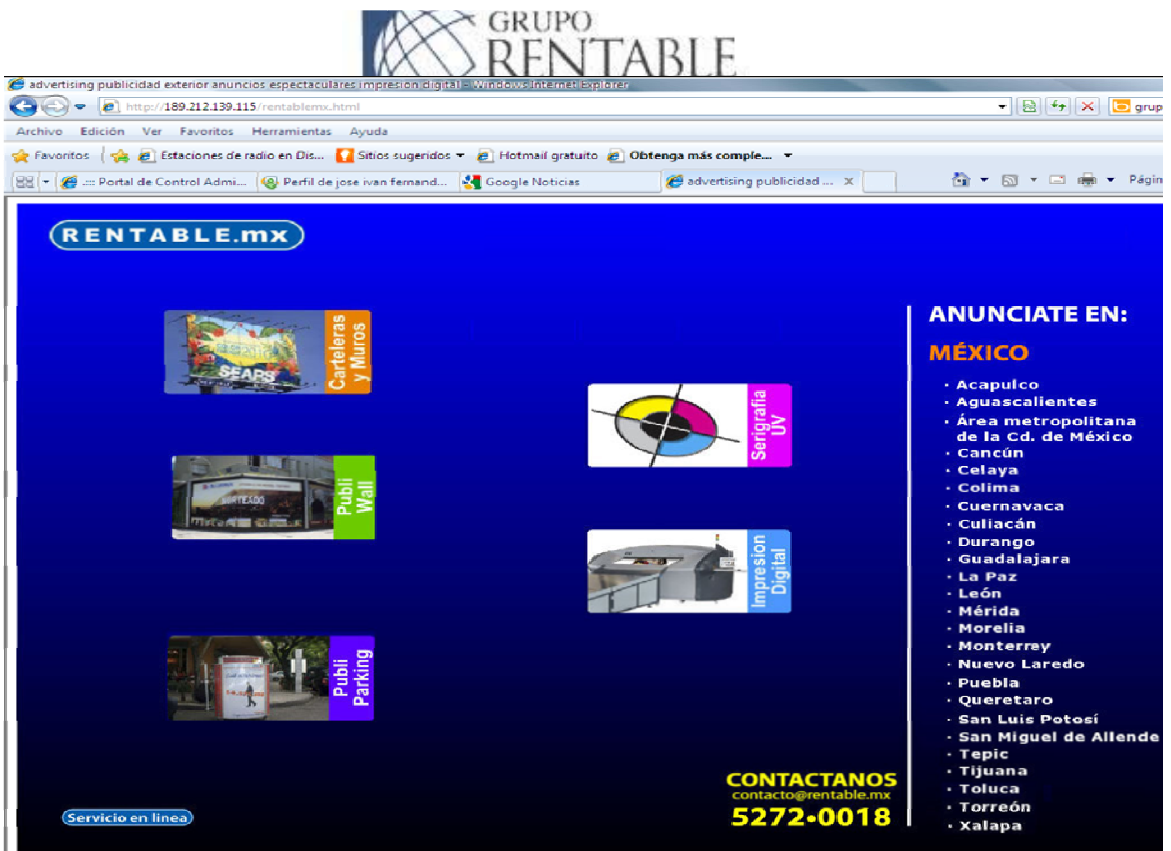 GRUPO
RENTABLE
advertising publicidad exterior anuncios espectaculares impresion digital - Windows Internet Explorer
http://189.212.139.115/rentablemx.html
grup
Archivo Edición Ver Favoritos Herramientas Ayuda
Favoritos Estaciones de radio en Dis... Sitios sugeridos Hotmail gratuito Obtenga más comple...
.::: Portal de Control Admi... Perfil de jose ivan fernand... Google Noticias advertising publicidad ... Págin
RENTABLE.mx
Carteleras
y Muros
SEARS
Serigrafia
UV
Publi
Wall
SORTEADO
Impresion
Digital
Publi
Parking
ANUNCIATE EN:
MÉXICO
· Acapulco
· Aguascalientes
· Área metropolitana
de la Cd. de México
· Cancún
· Celaya
· Colima
· Cuernavaca
· Culiacán
· Durango
· Guadalajara
· La Paz
· León
· Mérida
· Morelia
· Monterrey
· Nuevo Laredo
· Puebla
· Queretaro
· San Luis Potosí
· San Miguel de Allende
· Tepic
· Tijuana
· Toluca
· Torreón
· Xalapa
CONTACTANOS
contacto@rentable.mx
5272•0018
Servicio en linea